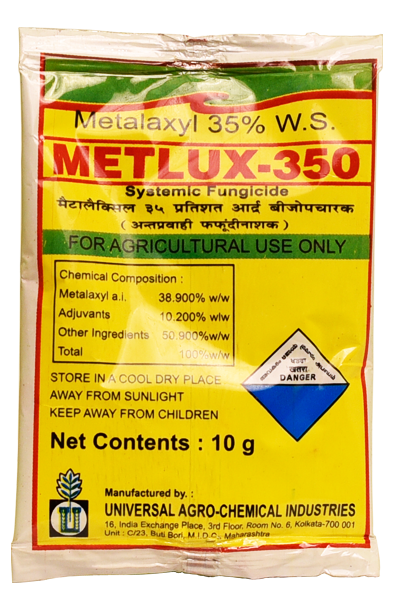 Metalaxyl 35% W.S.
METLUX-350
Systemic Fungicide
मैटालैक्सिल ३५ प्रतिशत आर्द्र बीजोपचारक
( अन्तप्रवाही फफूंदीनाशक )
FOR AGRICULTURAL USE ONLY
Chemical Composition :
Metalaxyl a.i. 38.900% w/w
Adjuvants 10.200% w/w
Other Ingredients 50.900% w/w
Total 100% w/w
STORE IN A COOL DRY PLACE
AWAY FROM SUNLIGHT
KEEP AWAY FROM CHILDREN
खतरा
DANGER
Net Contents : 10 g
U
Manufactured by. :
UNIVERSAL AGRO-CHEMICAL INDUSTRIES
16, India Exchange Place, 3rd Floor, Room No. 6, Kolkata-700 001
Unit : C/23, Buti Bori, M.I.D.C., Maharashtra